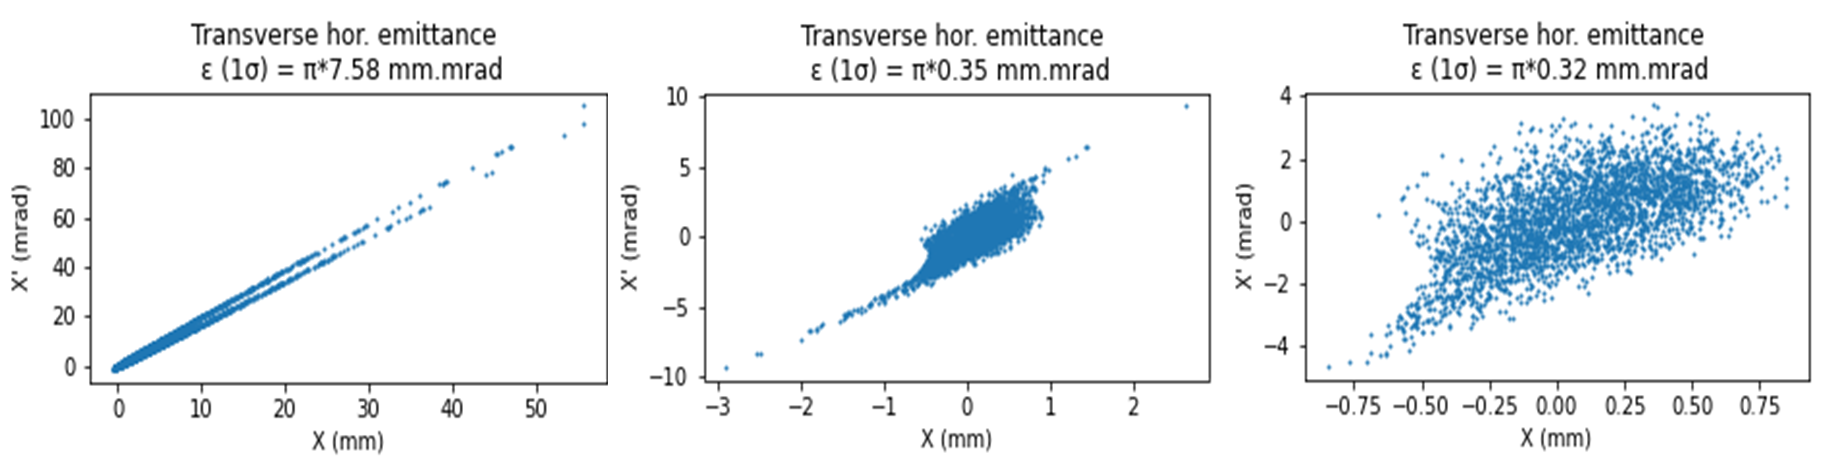 Transverse hor. emittance
ε (1σ) = π*7.58 mm.mrad
100
80
60
40
20
0
X' (mrad)
0 10 20 30 40 50
X (mm)
Transverse hor. emittance
ε (1σ) = π*0.35 mm.mrad
10
5
0
−5
−10
X' (mrad)
−3 −2 −1 0 1 2
X (mm)
Transverse hor. emittance
ε (1σ) = π*0.32 mm.mrad
4
2
0
−2
−4
X' (mrad)
−0.75 −0.50 −0.25 0.00 0.25 0.50 0.75
X (mm)